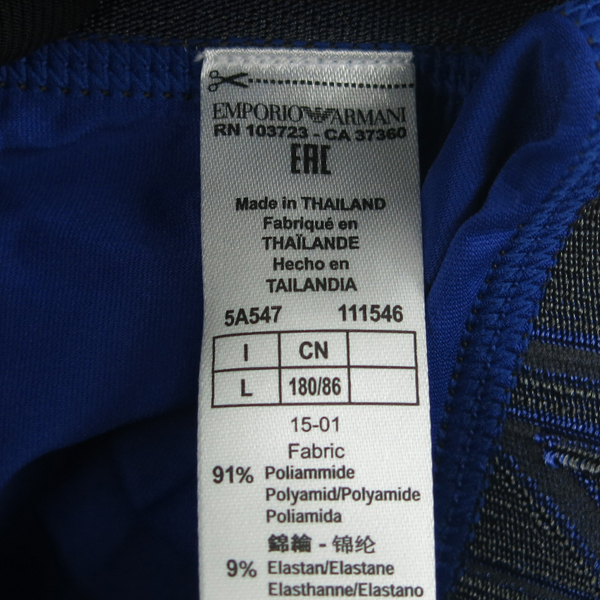 EMPORIO ARMANI
RN 103723 - CA 37360
EAC
Made in THAILAND
Fabriqué en
THAÏLANDE
Hecho en
TAILANDIA
5A547 111546
I CN
L 180/86
15-01
Fabric
91% Poliammide
Polyamid/Polyamide
Poliamida
錦綸 - 锦纶
9% Elastan/Elastane
Elasthanne/Elastano